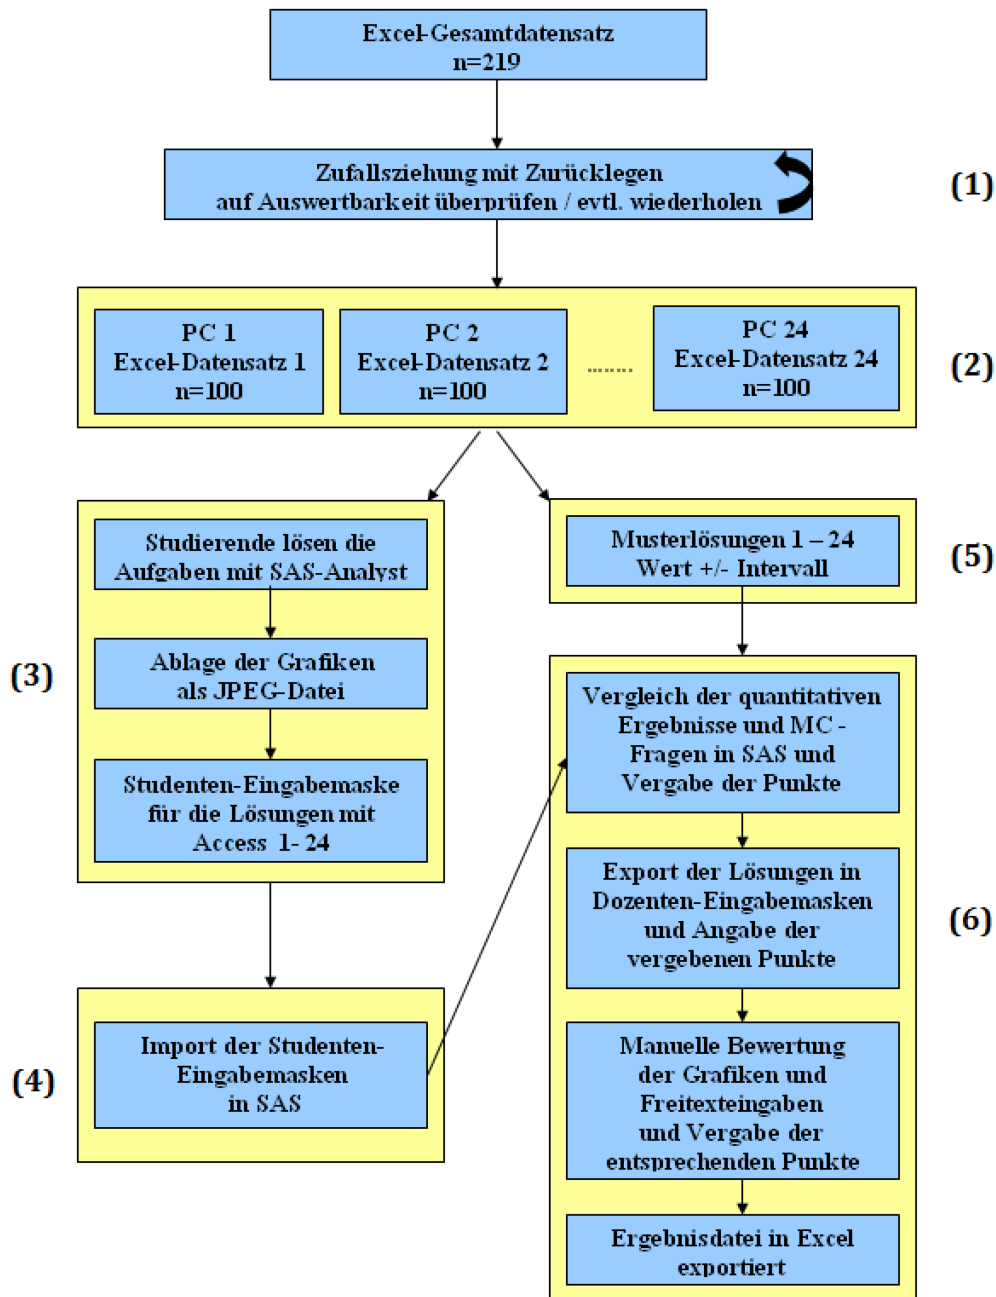 Excel-Gesamtdatensatz
n=219
Zufallsziehung mit Zurücklegen
auf Auswertbarkeit überprüfen / evtl. wiederholen
(1)
PC 1
Excel-Datensatz 1
n=100
PC 2
Excel-Datensatz 2
n=100
........
PC 24
Excel-Datensatz 24
n=100
(2)
Studierende lösen die
Aufgaben mit SAS-Analyst
Ablage der Grafiken
als JPEG-Datei
Studenten-Eingabemaske
für die Lösungen mit
Access 1- 24
(3)
Import der Studenten-
Eingabemasken
in SAS
(4)
Musterlösungen 1 – 24
Wert +/- Intervall
(5)
Vergleich der quantitativen
Ergebnisse und MC -
Fragen in SAS und
Vergabe der Punkte
Export der Lösungen in
Dozenten-Eingabemasken
und Angabe der
vergebenen Punkte
(6)
Manuelle Bewertung
der Grafiken und
Freitexteingaben
und Vergabe der
entsprechenden Punkte
Ergebnisdatei in Excel
exportiert